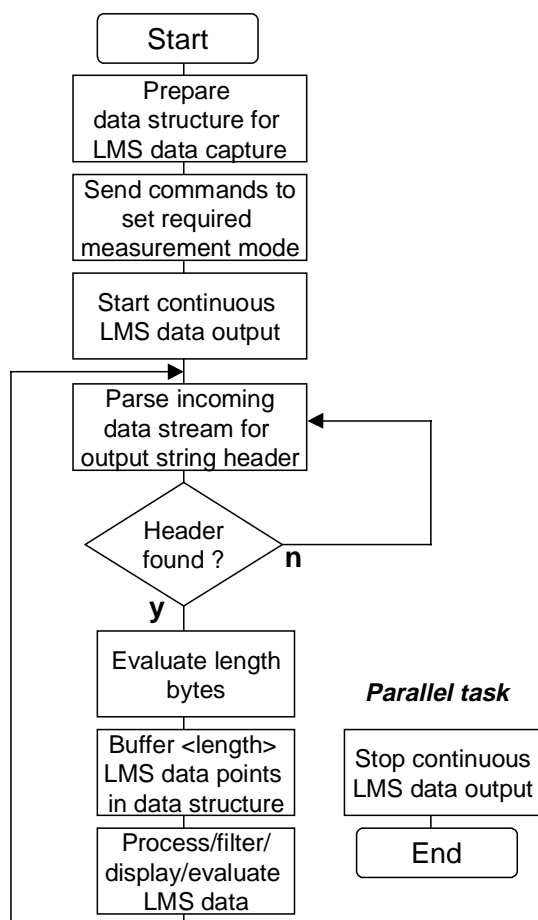 Start
Prepare
data structure for
LMS data capture
Send commands to
set required
measurement mode
Start continuous
LMS data output
Parse incoming
data stream for
output string header
Header
found ?
n
y
Evaluate length
bytes
Buffer <length>
LMS data points
in data structure
Process/filter/
display/evaluate
LMS data
Parallel task
Stop continuous
LMS data output
End